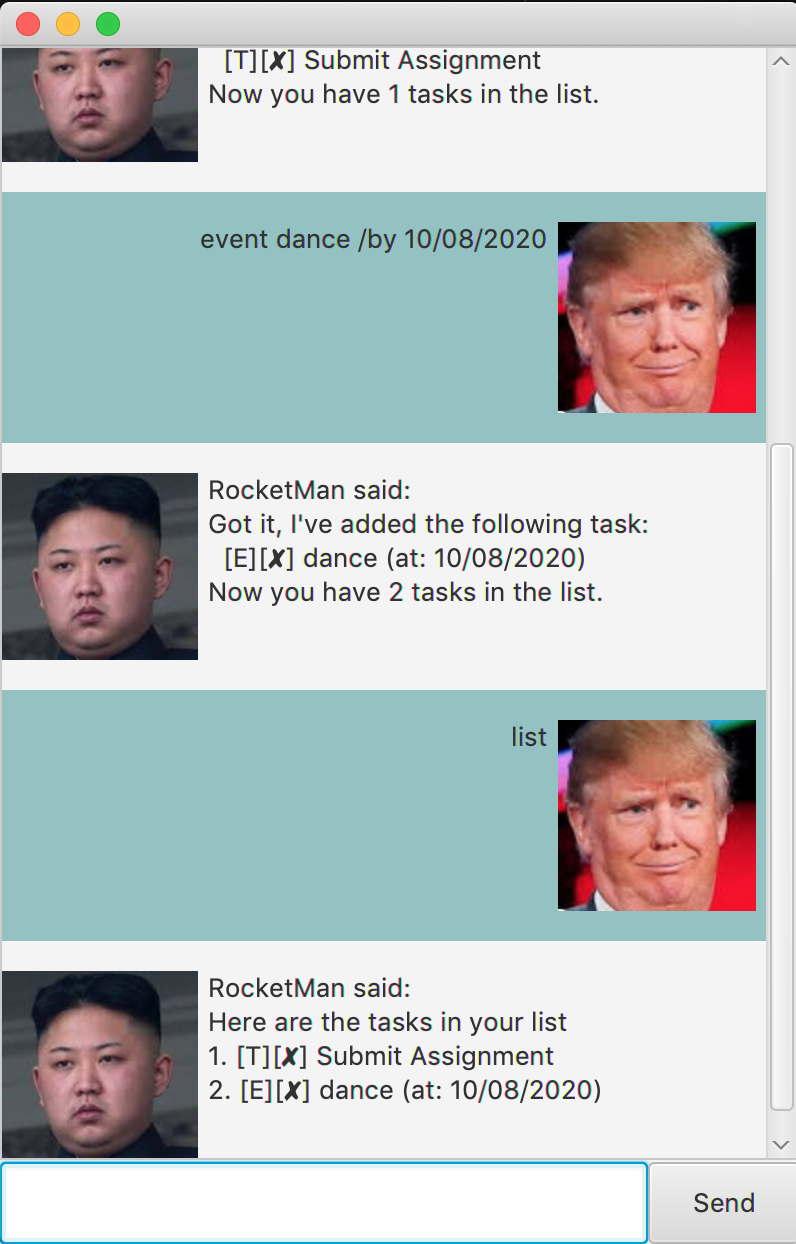 [T][✘] Submit Assignment
Now you have 1 tasks in the list.
event dance /by 10/08/2020
RocketMan said:
Got it, I've added the following task:
[E][✘] dance (at: 10/08/2020)
Now you have 2 tasks in the list.
list
RocketMan said:
Here are the tasks in your list
1. [T][✘] Submit Assignment
2. [E][✘] dance (at: 10/08/2020)
Send